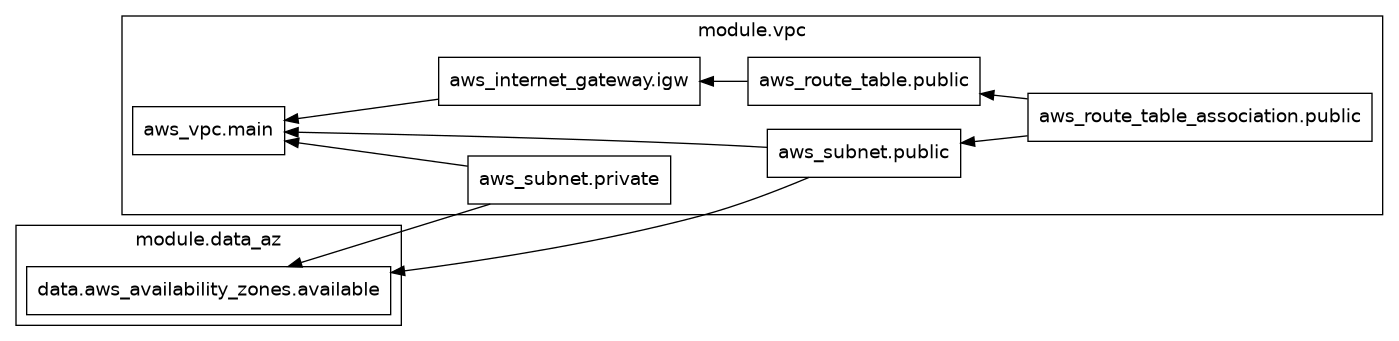 module.vpc
aws_internet_gateway.igw
aws_route_table.public
aws_route_table_association.public
aws_vpc.main
aws_subnet.public
aws_subnet.private
module.data_az
data.aws_availability_zones.available